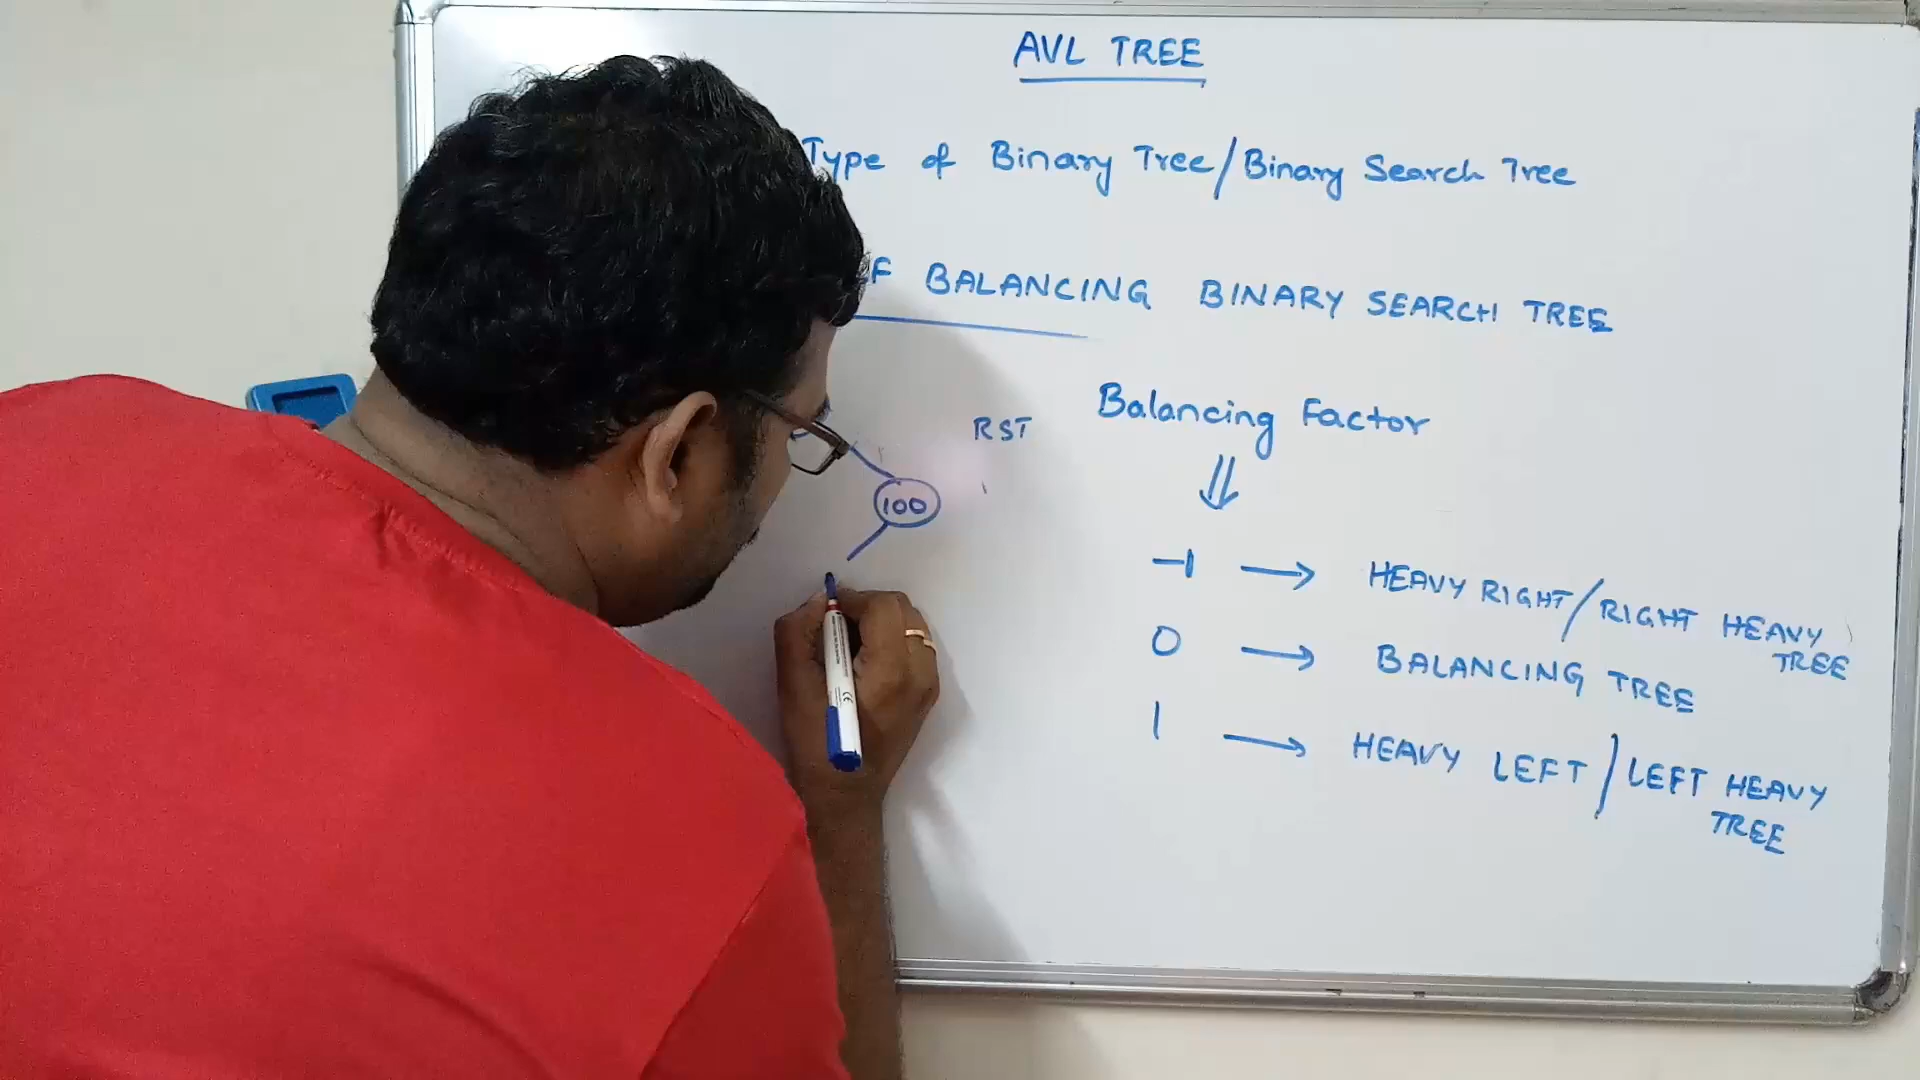 AVL TREE
Type of Binary Tree/Binary Search Tree
F BALANCING BINARY SEARCH TREE
Balancing Factor
RST
100
-1 → HEAVY RIGHT/RIGHT HEAVY
TREE
0 → BALANCING TREE
1 → HEAVY LEFT/LEFT HEAVY
TREE